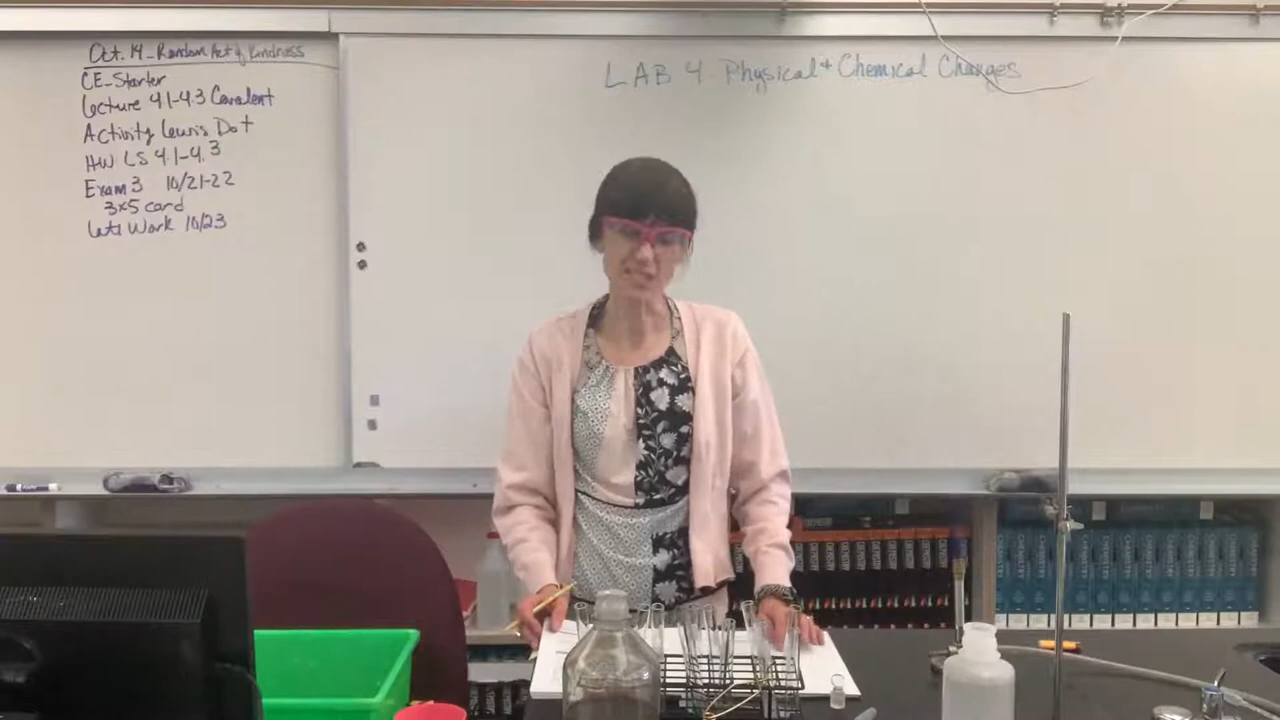 Oct. 14 - Random Act of Kindness
CE-Starter
Lecture 4.1-4.3 Covalent
Activity Lewis Dot
HW LS 4.1-4.3
Exam 3 10/21-22
3x5 card
Late Work 10/23
LAB 4 Physical + Chemical Changes
CHEMISTRY